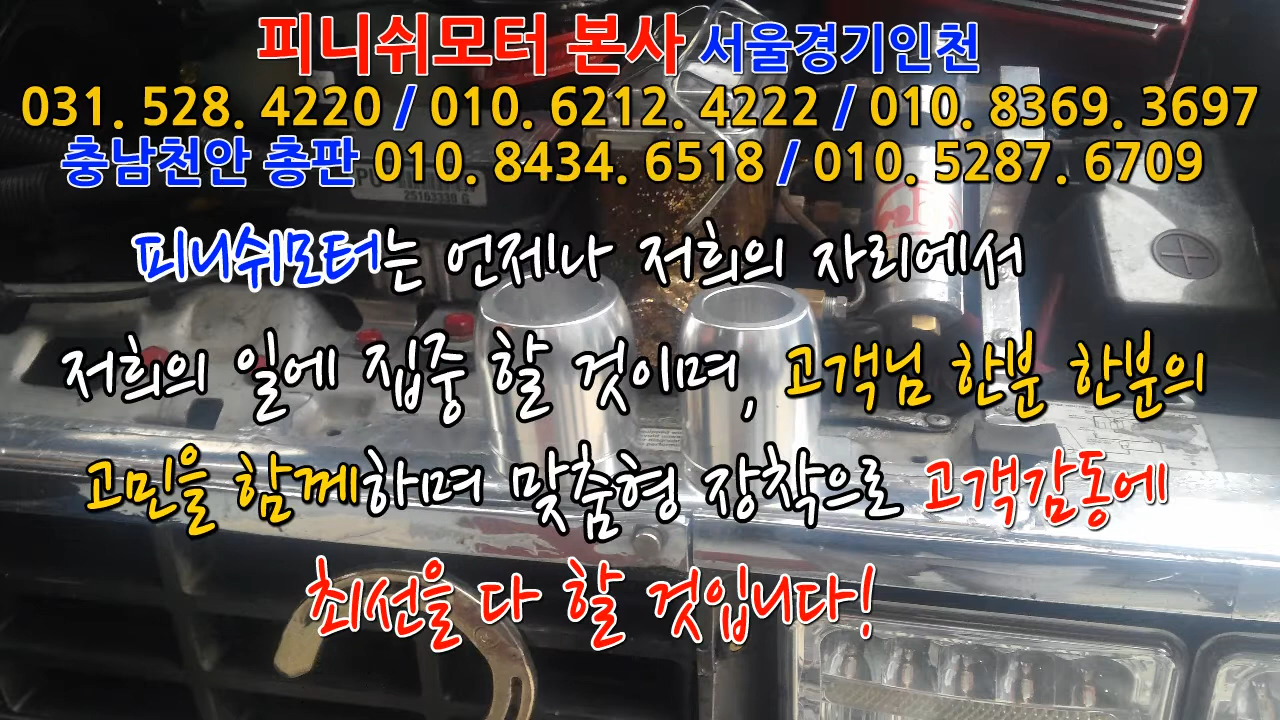 피니쉬모터 본사 서울경기인천
031. 528. 4220 / 010. 6212. 4222 / 010. 8369. 3697
충남천안 총판 010. 8434. 6518 / 010. 5287. 6709
25163330 G
피니쉬모터는 언제나 저희의 자리에서
저희의 일에 집중 할 것이며, 고객님 한분 한분의
고민을 함께하며 맞춤형 장착으로 고객감동에
최선을 다 할 것입니다!